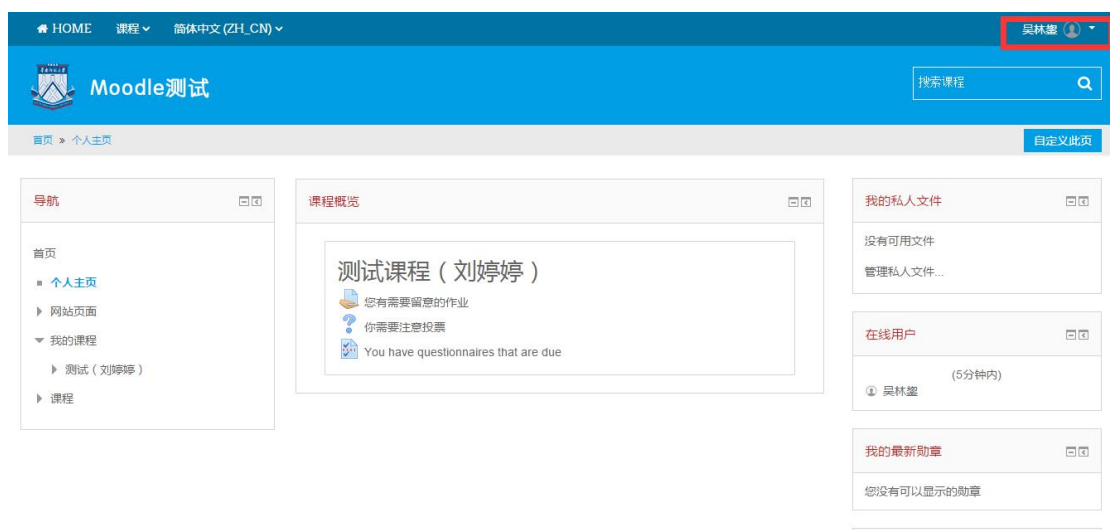 HOME 课程 简体中文 (ZH_CN) 吴林鋆
Moodle测试
搜索课程
首页 » 个人主页
自定义此页
导航
首页
个人主页
网站页面
我的课程
测试（刘婷婷）
课程
课程概览
测试课程（刘婷婷）
您有需要留意的作业
你需要注意投票
You have questionnaires that are due
我的私人文件
没有可用文件
管理私人文件...
在线用户
(5分钟内)
吴林鋆
我的最新勋章
您没有可以显示的勋章